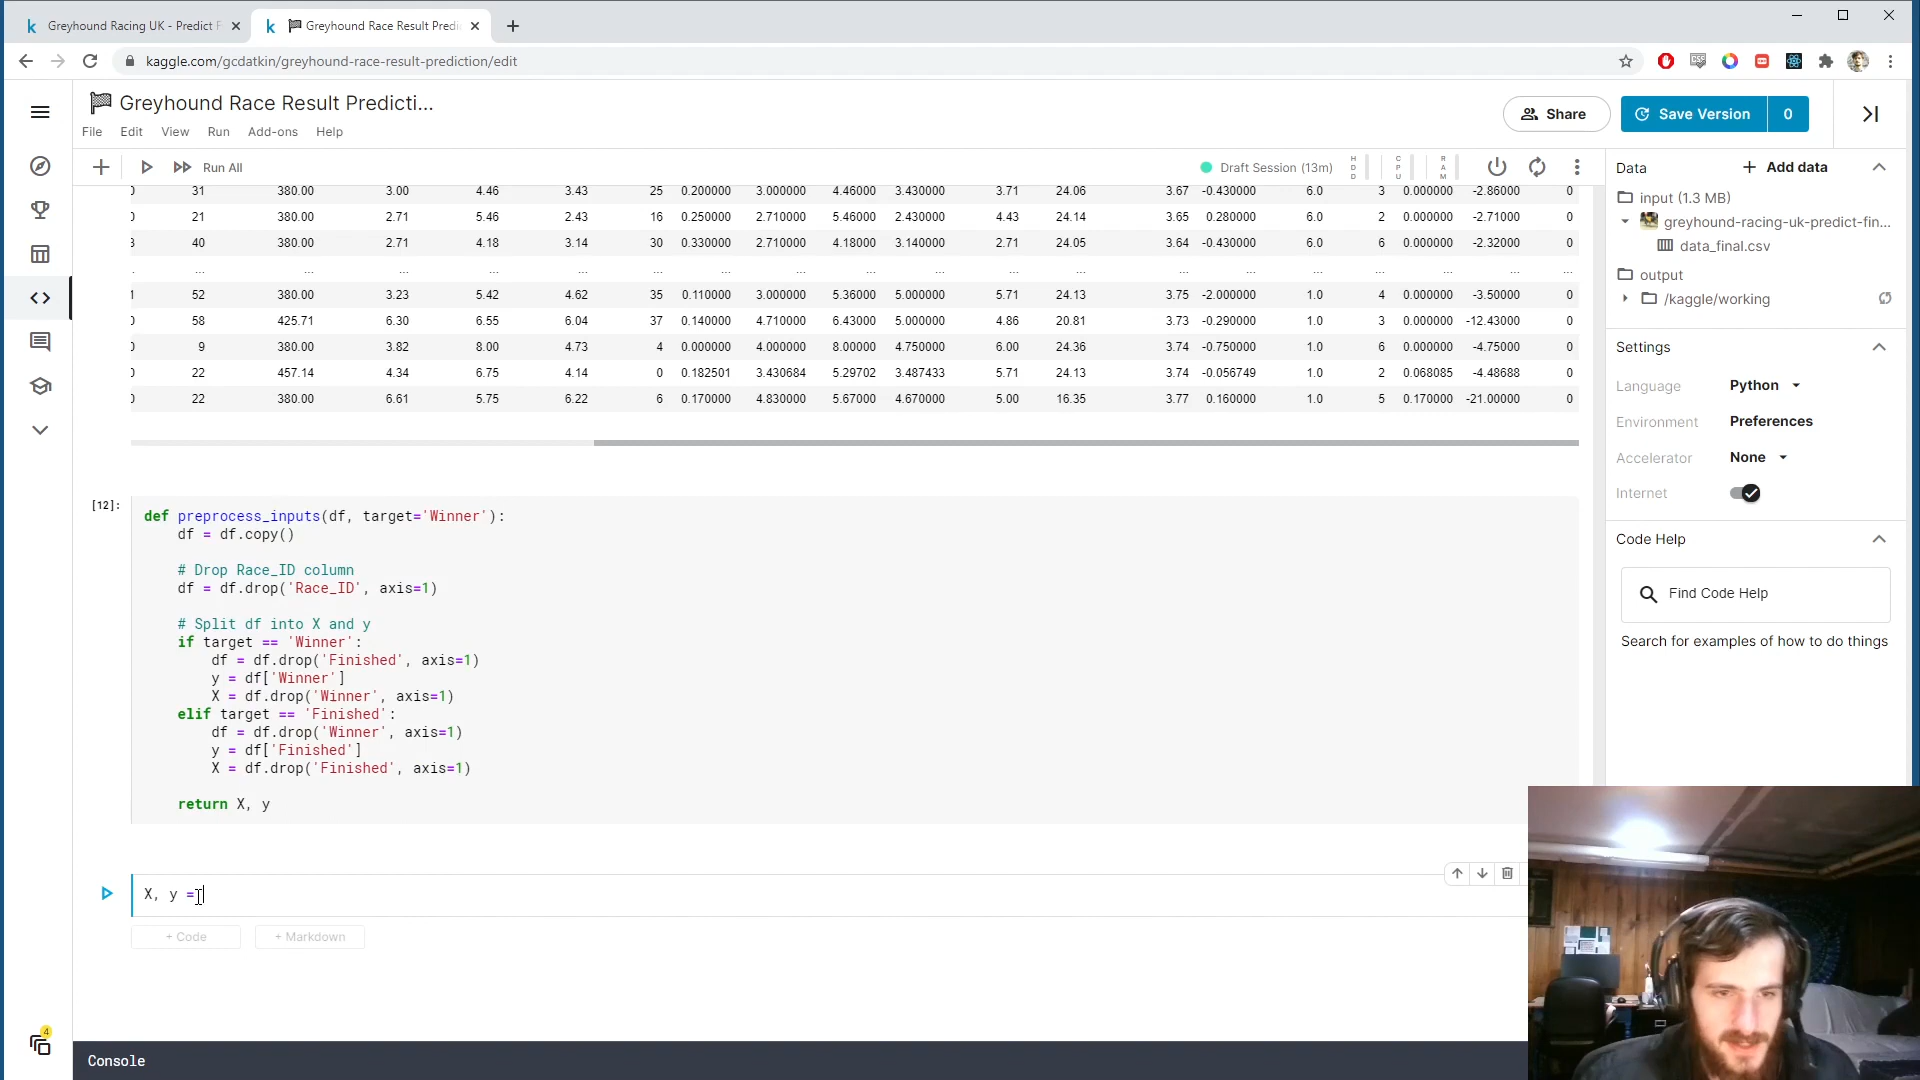 Greyhound Racing UK - Predict F
Greyhound Race Result Predi
kaggle.com/gcdatkin/greyhound-race-result-prediction/edit
Greyhound Race Result Predicti...
File Edit View Run Add-ons Help
Share
Save Version 0
Run All
Draft Session (13m)
HDD
CPU
RAM
0 31 380.00 3.00 4.46 3.43 25 0.200000 3.000000 4.46000 3.430000 3.71 24.06 3.67 -0.430000 6.0 3 0.000000 -2.86000 0
0 21 380.00 2.71 5.46 2.43 16 0.250000 2.710000 5.46000 2.430000 4.43 24.14 3.65 0.280000 6.0 2 0.000000 -2.71000 0
3 40 380.00 2.71 4.18 3.14 30 0.330000 2.710000 4.18000 3.140000 2.71 24.05 3.64 -0.430000 6.0 6 0.000000 -2.32000 0
. ... ... ... ... ... ... ... ... ... ... ... ... ... ... ... ... ... ... ...
1 52 380.00 3.23 5.42 4.62 35 0.110000 3.000000 5.36000 5.000000 5.71 24.13 3.75 -2.000000 1.0 4 0.000000 -3.50000 0
0 58 425.71 6.30 6.55 6.04 37 0.140000 4.710000 6.43000 5.000000 4.86 20.81 3.73 -0.290000 1.0 3 0.000000 -12.43000 0
0 9 380.00 3.82 8.00 4.73 4 0.000000 4.000000 8.00000 4.750000 6.00 24.36 3.74 -0.750000 1.0 6 0.000000 -4.75000 0
0 22 457.14 4.34 6.75 4.14 0 0.182501 3.430684 5.29702 3.487433 5.71 24.13 3.74 -0.056749 1.0 2 0.068085 -4.48688 0
0 22 380.00 6.61 5.75 6.22 6 0.170000 4.830000 5.67000 4.670000 5.00 16.35 3.77 0.160000 1.0 5 0.170000 -21.00000 0
[12]:
def preprocess_inputs(df, target='Winner'):
    df = df.copy()
    # Drop Race_ID column
    df = df.drop('Race_ID', axis=1)
    # Split df into X and y
    if target == 'Winner':
        df = df.drop('Finished', axis=1)
        y = df['Winner']
        X = df.drop('Winner', axis=1)
    elif target == 'Finished':
        df = df.drop('Winner', axis=1)
        y = df['Finished']
        X = df.drop('Finished', axis=1)
    return X, y
X, y =
+ Code + Markdown
4
Console
Data + Add data
input (1.3 MB)
greyhound-racing-uk-predict-fin...
data_final.csv
output
/kaggle/working
Settings
Language Python
Environment Preferences
Accelerator None
Internet
Code Help
Find Code Help
Search for examples of how to do things